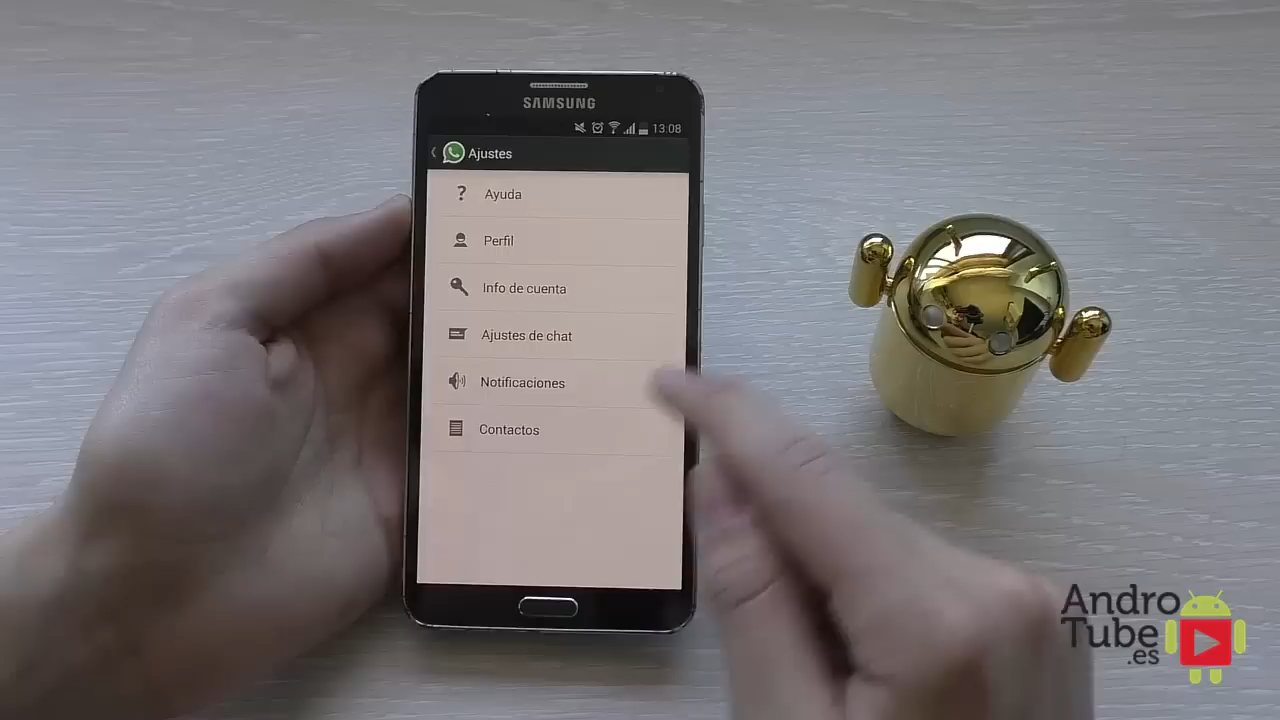 SAMSUNG
13:08
Ajustes
?
Ayuda
Perfil
Info de cuenta
Ajustes de chat
Notificaciones
Contactos
Andro
Tube
.es